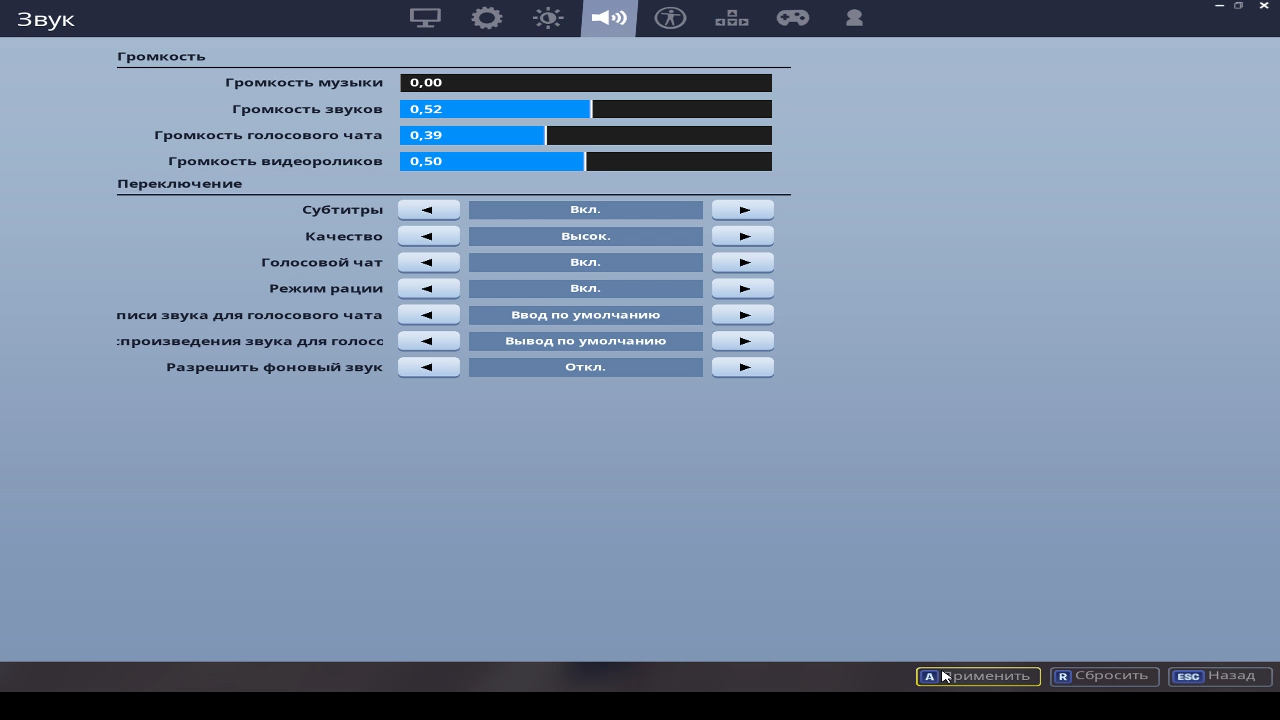 Звук
Громкость
Громкость музыки 0,00
Громкость звуков 0,52
Громкость голосового чата 0,39
Громкость видеороликов 0,50
Переключение
Субтитры Вкл.
Качество Высок.
Голосовой чат Вкл.
Режим рации Вкл.
писи звука для голосового чата Ввод по умолчанию
произведения звука для голосо Вывод по умолчанию
Разрешить фоновый звук Откл.
A Применить R Сбросить ESC Назад